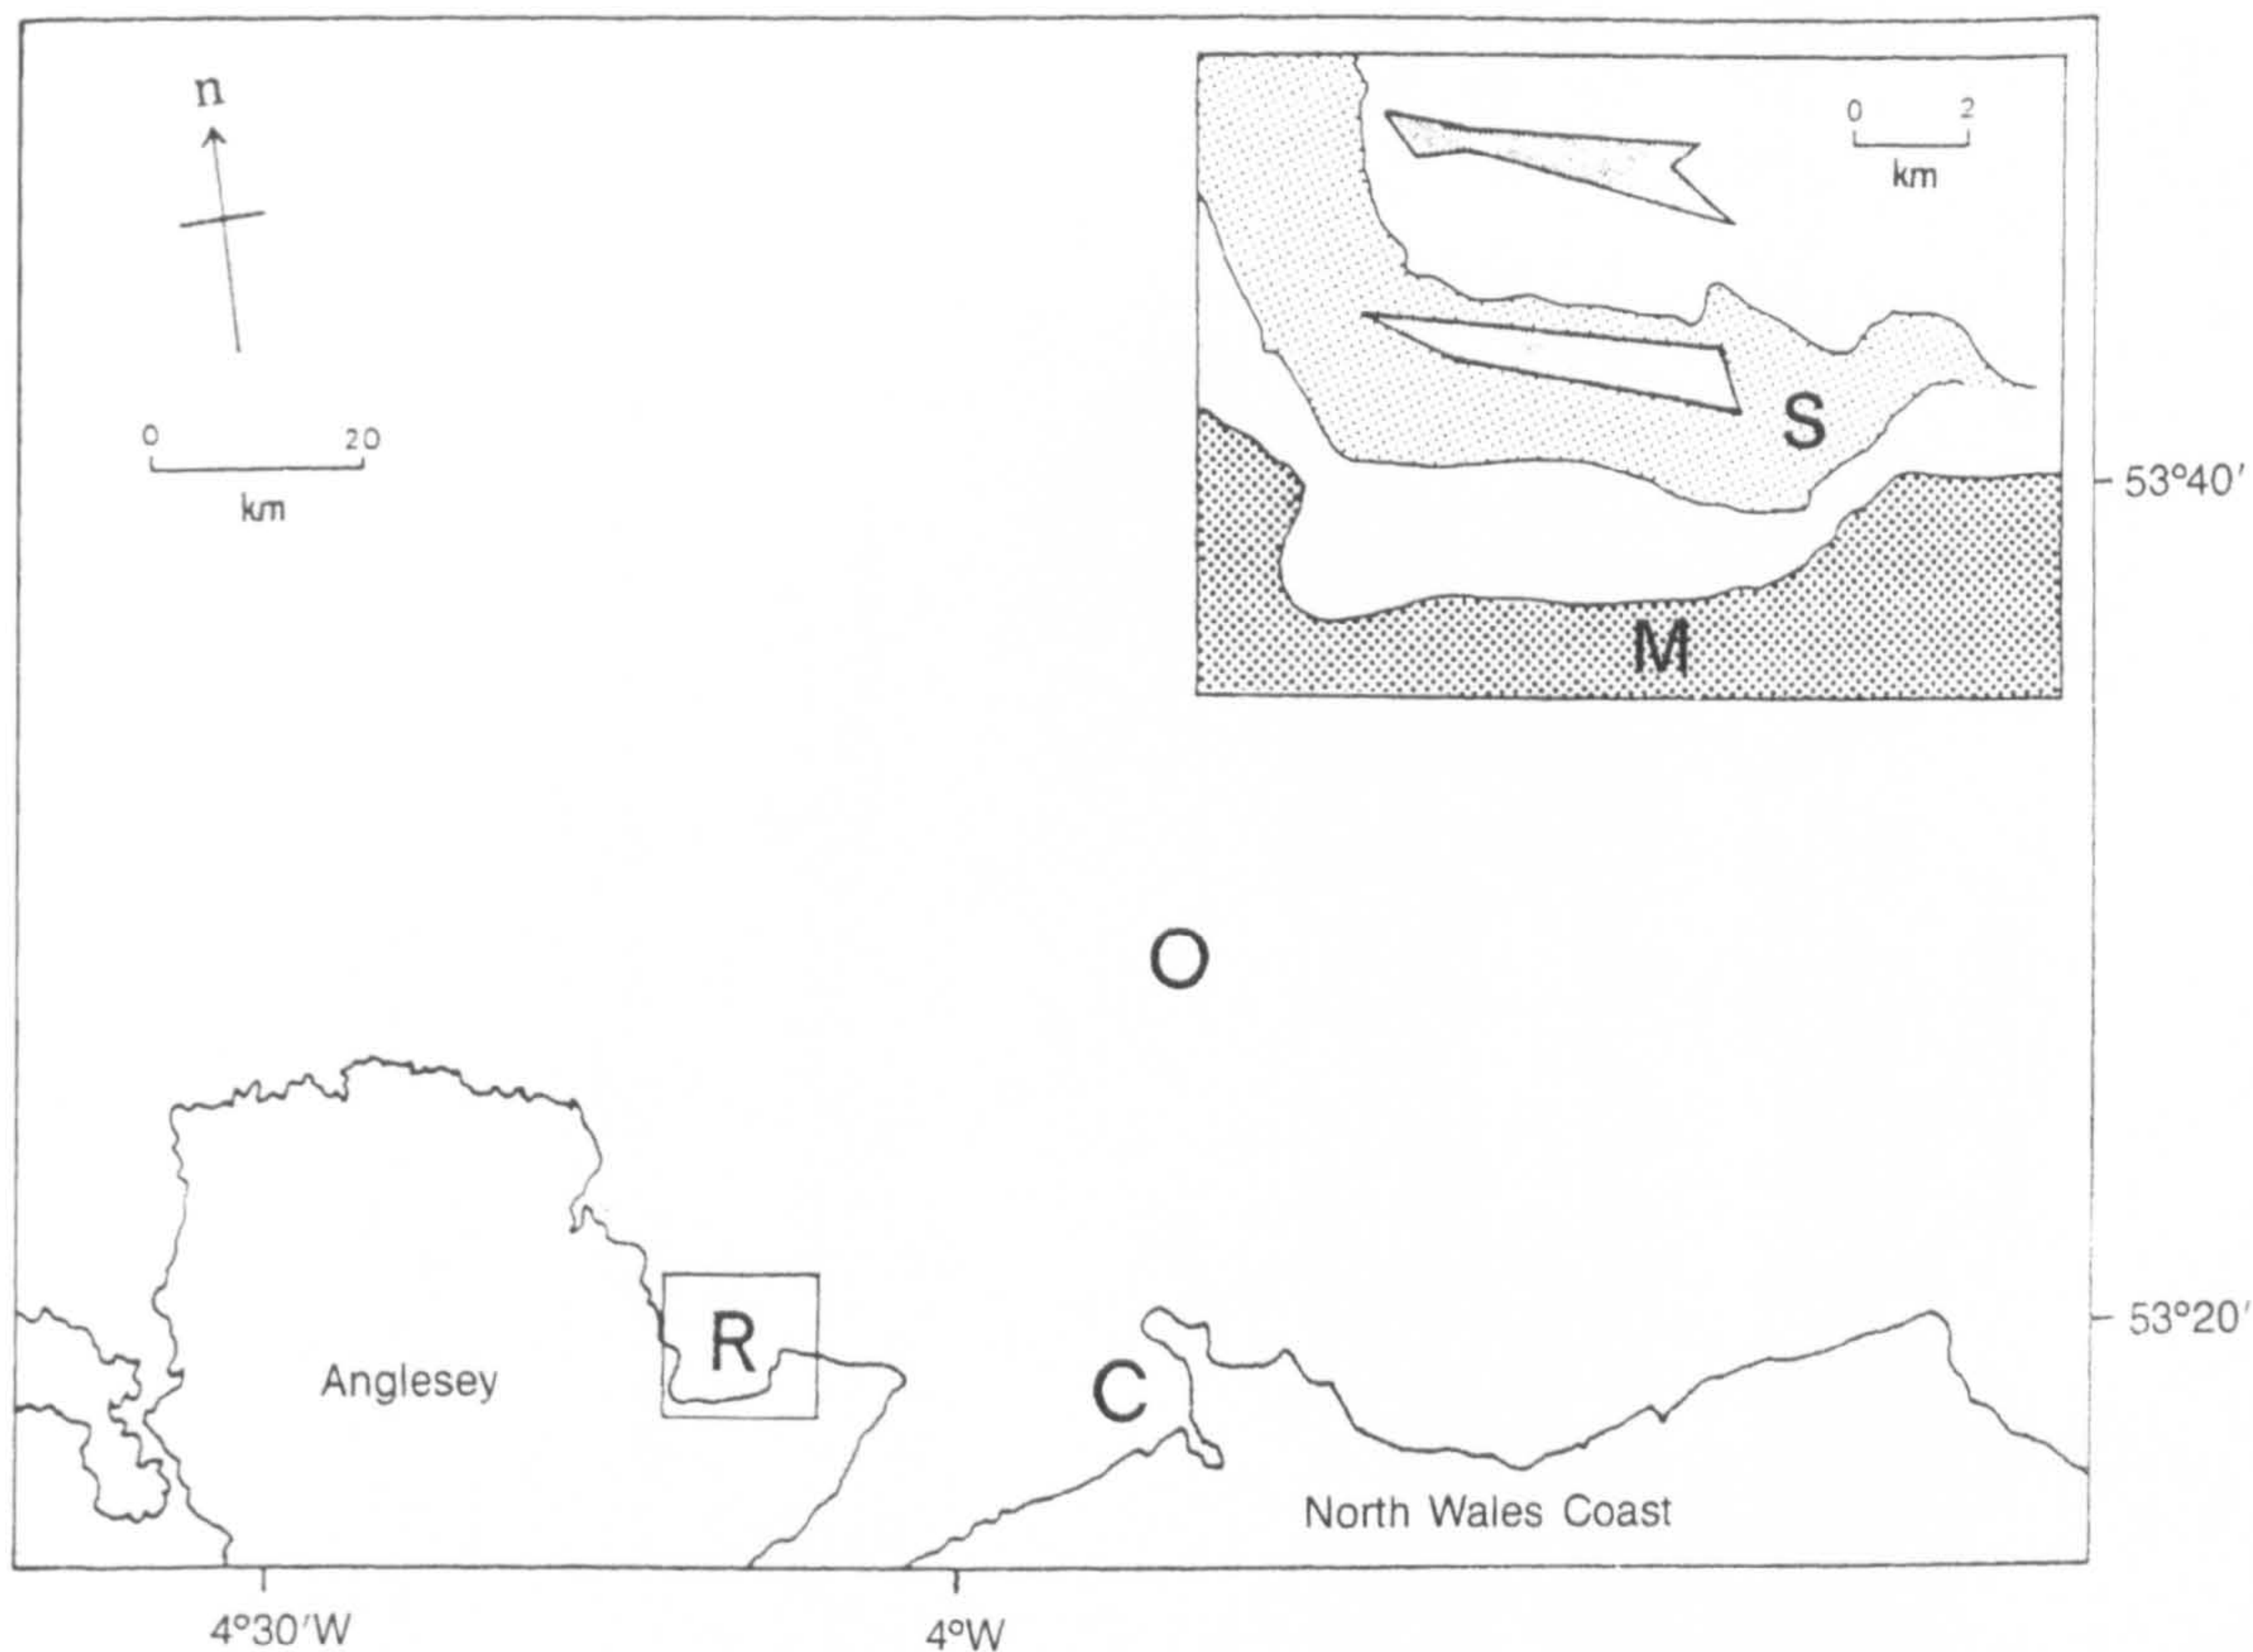 n
0 20
km
0 2
km
S
M
53°40'
O
53°20'
R
C
Anglesey
North Wales Coast
4°30'W
4°W